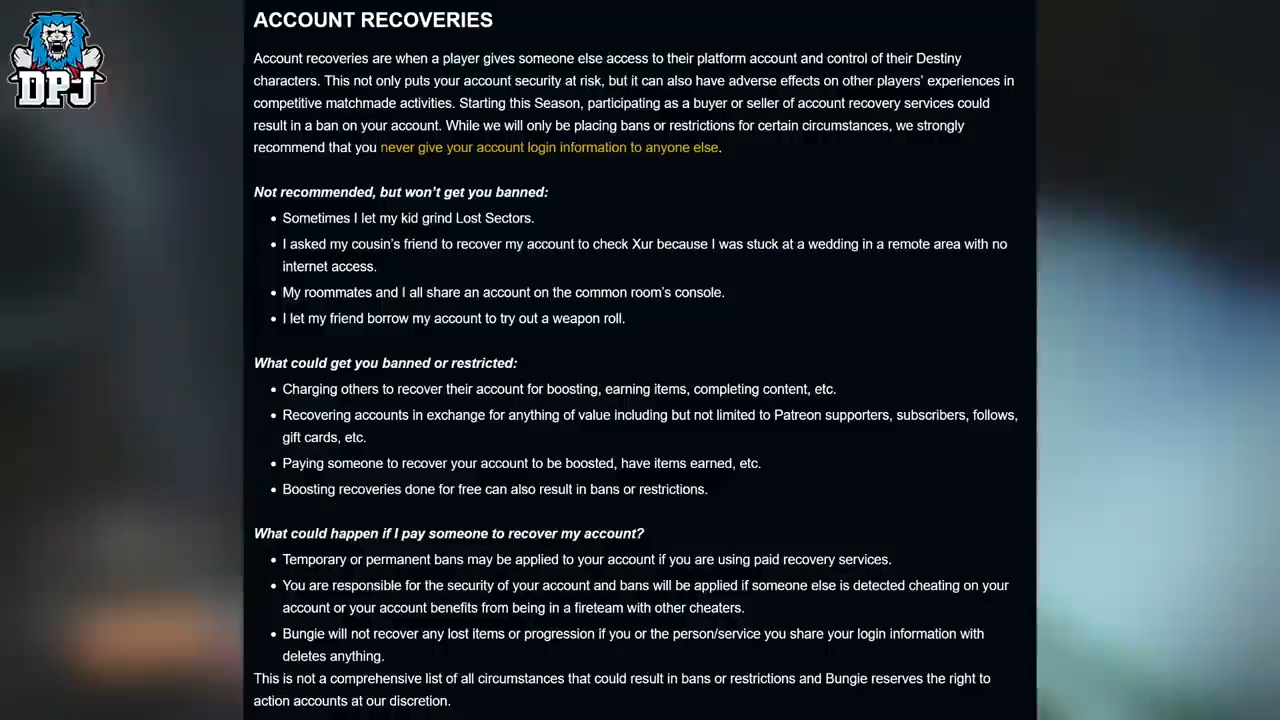 DPJ
ACCOUNT RECOVERIES
Account recoveries are when a player gives someone else access to their platform account and control of their Destiny
characters. This not only puts your account security at risk, but it can also have adverse effects on other players' experiences in
competitive matchmade activities. Starting this Season, participating as a buyer or seller of account recovery services could
result in a ban on your account. While we will only be placing bans or restrictions for certain circumstances, we strongly
recommend that you never give your account login information to anyone else.
Not recommended, but won't get you banned:
• Sometimes I let my kid grind Lost Sectors.
• I asked my cousin's friend to recover my account to check Xur because I was stuck at a wedding in a remote area with no
internet access.
• My roommates and I all share an account on the common room's console.
• I let my friend borrow my account to try out a weapon roll.
What could get you banned or restricted:
• Charging others to recover their account for boosting, earning items, completing content, etc.
• Recovering accounts in exchange for anything of value including but not limited to Patreon supporters, subscribers, follows,
gift cards, etc.
• Paying someone to recover your account to be boosted, have items earned, etc.
• Boosting recoveries done for free can also result in bans or restrictions.
What could happen if I pay someone to recover my account?
• Temporary or permanent bans may be applied to your account if you are using paid recovery services.
• You are responsible for the security of your account and bans will be applied if someone else is detected cheating on your
account or your account benefits from being in a fireteam with other cheaters.
• Bungie will not recover any lost items or progression if you or the person/service you share your login information with
deletes anything.
This is not a comprehensive list of all circumstances that could result in bans or restrictions and Bungie reserves the right to
action accounts at our discretion.